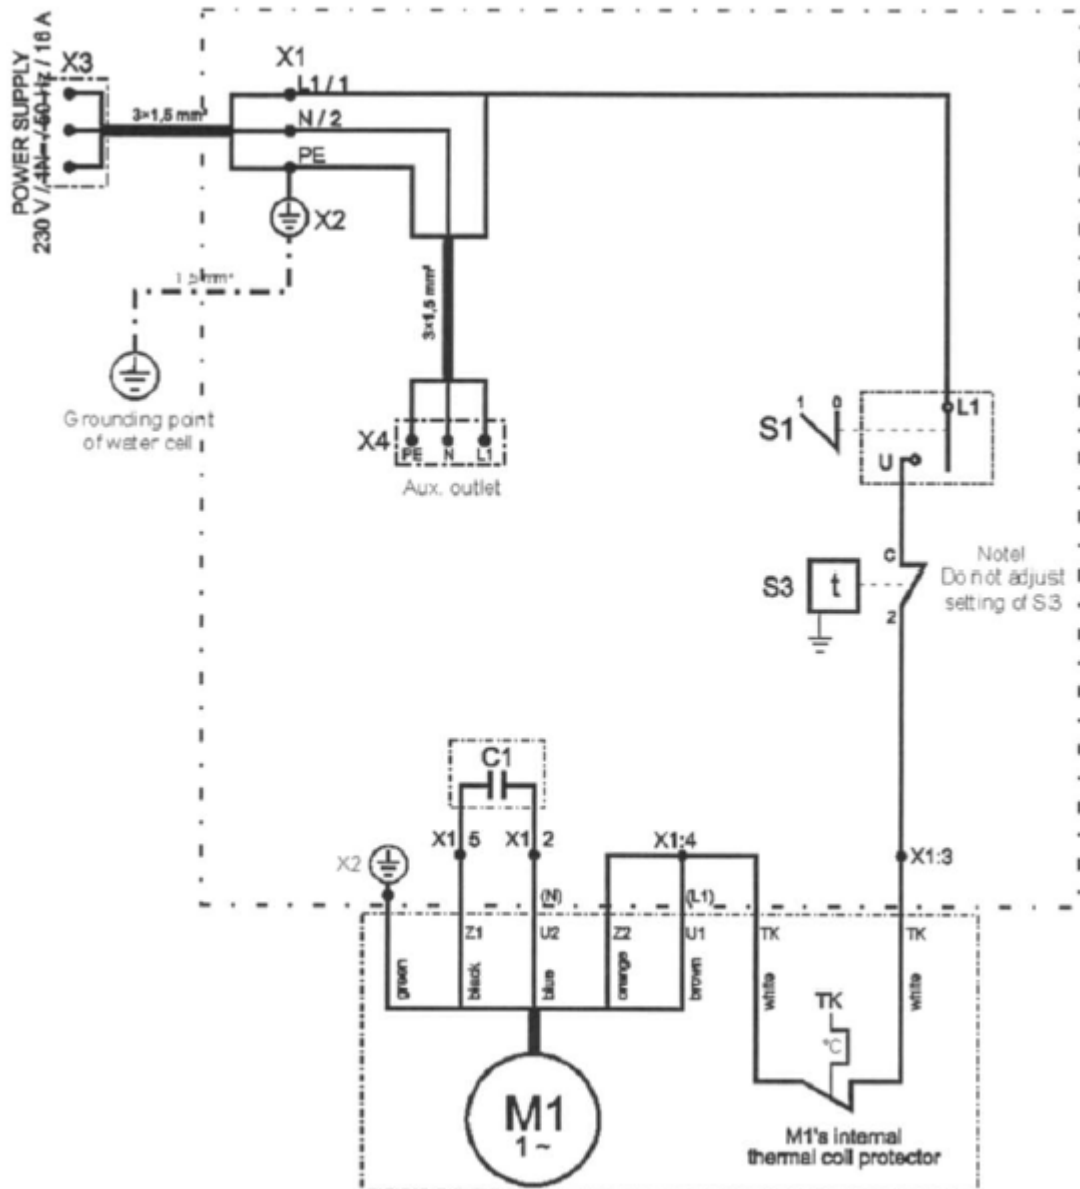 POWER SUPPLY
230 V / 1N~ / 50 Hz / 16 A
X3
3×1,5 mm²
X1
L1 / 1
N / 2
PE
X2
1,5 mm²
Grounding point
of water cell
3×1,5 mm²
X4
PE N L1
Aux. outlet
S1
1 0
L1
U
S3
t
C
2
Note!
Do not adjust
setting of S3
C1
X1 5
X1 2
X1:4
X1:3
X2
(N)
(L1)
Z1
U2
Z2
U1
TK
TK
green
black
blue
orange
brown
white
white
TK
°C
M1
1 ~
M1's internal
thermal coil protector